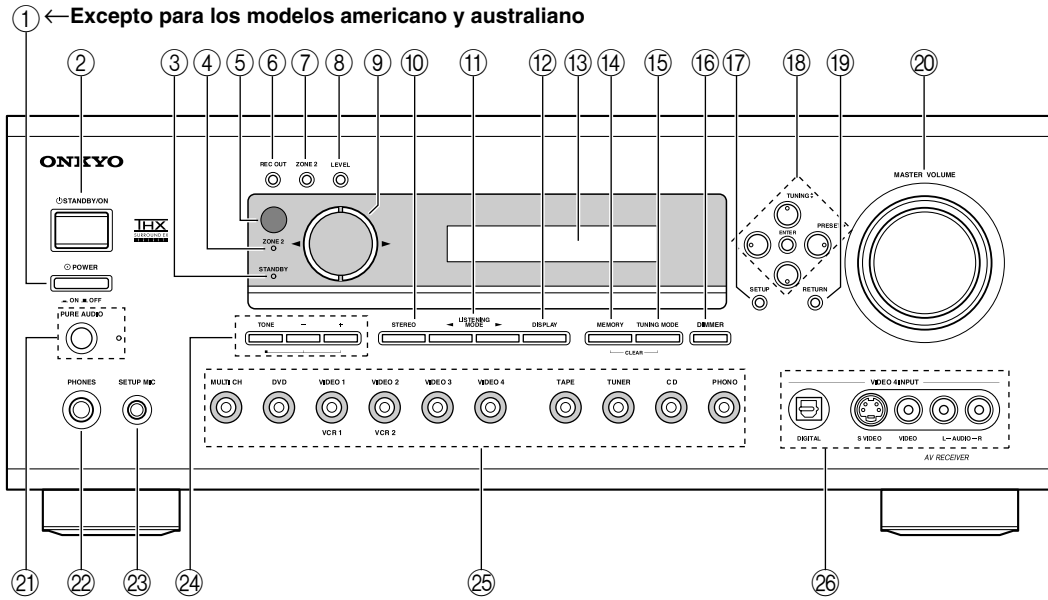 ① ←Excepto para los modelos americano y australiano
② ③ ④ ⑤ ⑥ ⑦ ⑧ ⑨ ⑩ ⑪ ⑫ ⑬ ⑭ ⑮ ⑯ ⑰ ⑱ ⑲ ⑳
ONKYO
STANDBY/ON
THX
SURROUND EX
POWER
ON OFF
PURE AUDIO
REC OUT ZONE 2 LEVEL
ZONE 2
STANDBY
TUNING
PRESET
ENTER
SETUP RETURN
MASTER VOLUME
TONE − + STEREO ◄ LISTENING MODE ► DISPLAY MEMORY TUNING MODE DIMMER
CLEAR
PHONES SETUP MIC
MULTI CH DVD VIDEO 1 VIDEO 2 VIDEO 3 VIDEO 4 TAPE TUNER CD PHONO
VCR 1 VCR 2
VIDEO 4 INPUT
DIGITAL S VIDEO VIDEO L—AUDIO—R
AV RECEIVER
㉑ ㉒ ㉓ ㉔ ㉕ ㉖